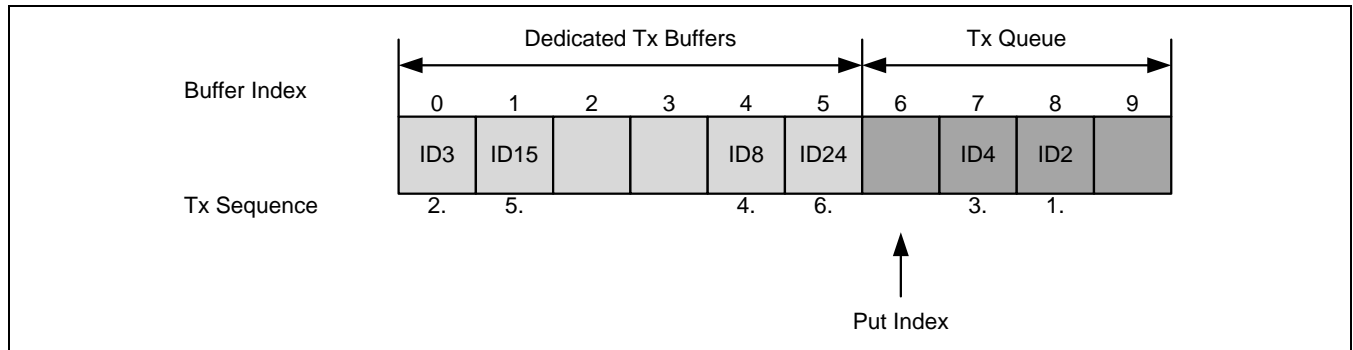 Dedicated Tx Buffers Tx Queue
Buffer Index
0 1 2 3 4 5 6 7 8 9
ID3 ID15 ID8 ID24 ID4 ID2
Tx Sequence 2. 5. 4. 6. 3. 1.
Put Index